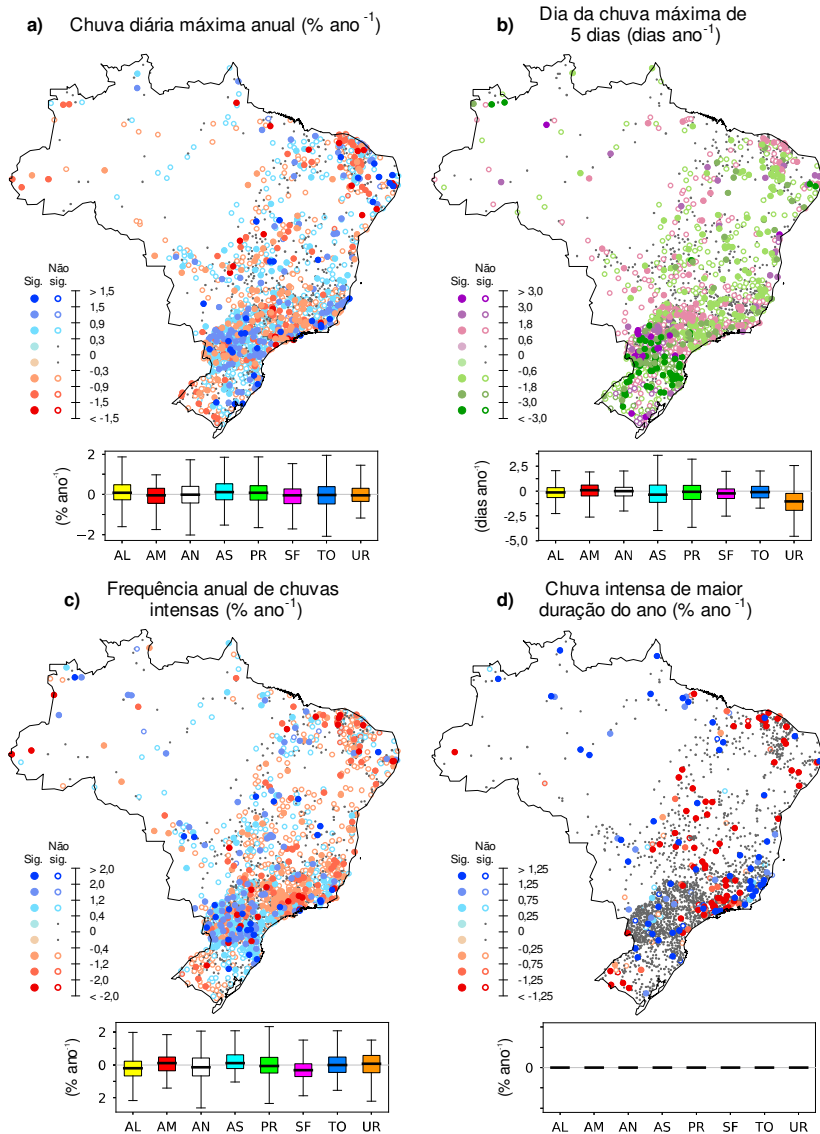 a) Chuva diária máxima anual (% ano⁻¹)
Sig. Não sig.
> 1,5
1,5
0,9
0,3
0
-0,3
-0,9
-1,5
< -1,5
(% ano⁻¹)
2
0
−2
AL AM AN AS PR SF TO UR
b) Dia da chuva máxima de
5 dias (dias ano⁻¹)
Sig. Não sig.
> 3,0
3,0
1,8
0,6
0
-0,6
-1,8
-3,0
< -3,0
(dias ano⁻¹)
2,5
0
-2,5
-5,0
AL AM AN AS PR SF TO UR
c) Frequência anual de chuvas
intensas (% ano⁻¹)
Sig. Não sig.
> 2,0
2,0
1,2
0,4
0
-0,4
-1,2
-2,0
< -2,0
(% ano⁻¹)
2
0
2
AL AM AN AS PR SF TO UR
d) Chuva intensa de maior
duração do ano (% ano⁻¹)
Sig. Não sig.
> 1,25
1,25
0,75
0,25
0
-0,25
-0,75
-1,25
< -1,25
(% ano⁻¹)
0
AL AM AN AS PR SF TO UR